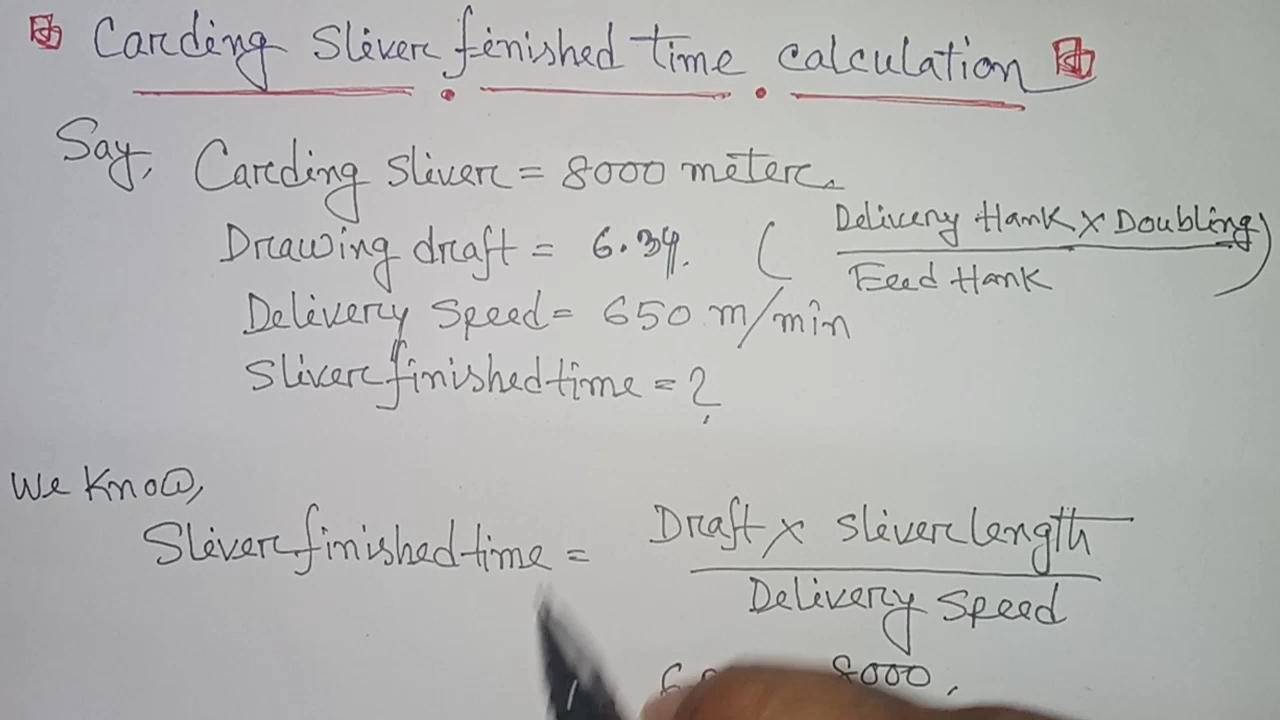 Carding Sliver finished time calculation
Say, Carding Sliver = 8000 meter.
Drawing draft = 6.34. ( Delivery Hank x Doubling / Feed Hank )
Delivery Speed = 650 m/min
Sliver finished time = ?
We Know,
Sliver finished time = Draft x Sliver length
Delivery Speed
8000,